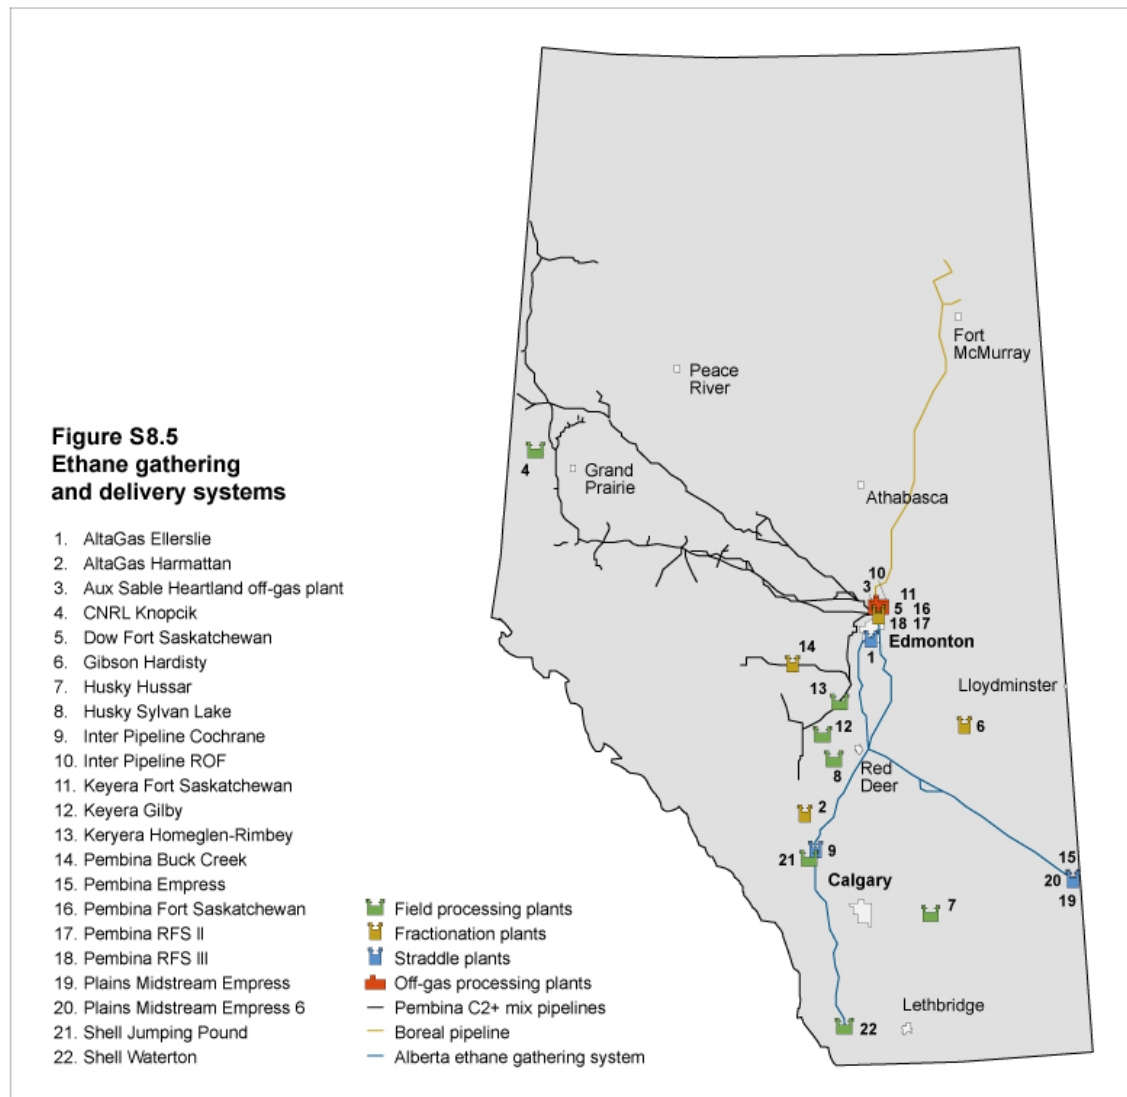 Figure S8.5
Ethane gathering
and delivery systems
1. AltaGas Ellerslie
2. AltaGas Harmattan
3. Aux Sable Heartland off-gas plant
4. CNRL Knopcik
5. Dow Fort Saskatchewan
6. Gibson Hardisty
7. Husky Hussar
8. Husky Sylvan Lake
9. Inter Pipeline Cochrane
10. Inter Pipeline ROF
11. Keyera Fort Saskatchewan
12. Keyera Gilby
13. Keryera Homeglen-Rimbey
14. Pembina Buck Creek
15. Pembina Empress
16. Pembina Fort Saskatchewan
17. Pembina RFS II
18. Pembina RFS III
19. Plains Midstream Empress
20. Plains Midstream Empress 6
21. Shell Jumping Pound
22. Shell Waterton
Field processing plants
Fractionation plants
Straddle plants
Off-gas processing plants
Pembina C2+ mix pipelines
Boreal pipeline
Alberta ethane gathering system
Fort
McMurray
Peace
River
4
Grand
Prairie
Athabasca
10
3
11
5 16
18 17
Edmonton
1
14
Lloydminster
13
12
6
8
Red
Deer
2
9
21
15
20
19
Calgary
7
Lethbridge
22